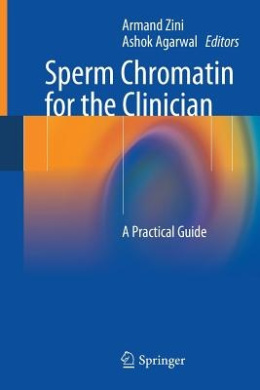 Armand Zini
Ashok Agarwal Editors
Sperm Chromatin
for the Clinician
A Practical Guide
Springer